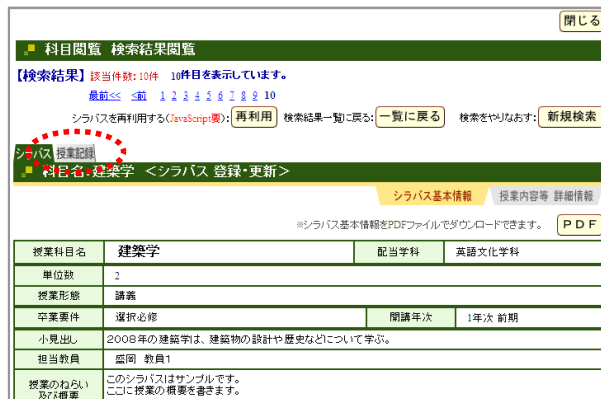 閉じる
科目閲覧 検索結果閲覧
【検索結果】該当件数:10件 10件目を表示しています。
最前<< <前 1 2 3 4 5 6 7 8 9 10
シラバスを再利用する(JavaScript要): 再利用 検索結果一覧に戻る: 一覧に戻る 検索をやりなおす: 新規検索
シラバス 授業記録
科目名:建築学 <シラバス 登録・更新>
シラバス基本情報 授業内容等 詳細情報
※シラバス基本情報をPDFファイルでダウンロードできます。 PDF
授業科目名 建築学 配当学科 英語文化学科
単位数 2
授業形態 講義
卒業要件 選択必修 開講年次 1年次 前期
小見出し 2008年の建築学は、建築物の設計や歴史などについて学ぶ。
担当教員 盛岡 教員1
授業のねらい 及び概要 このシラバスはサンプルです。
ここに授業の概要を書きます。